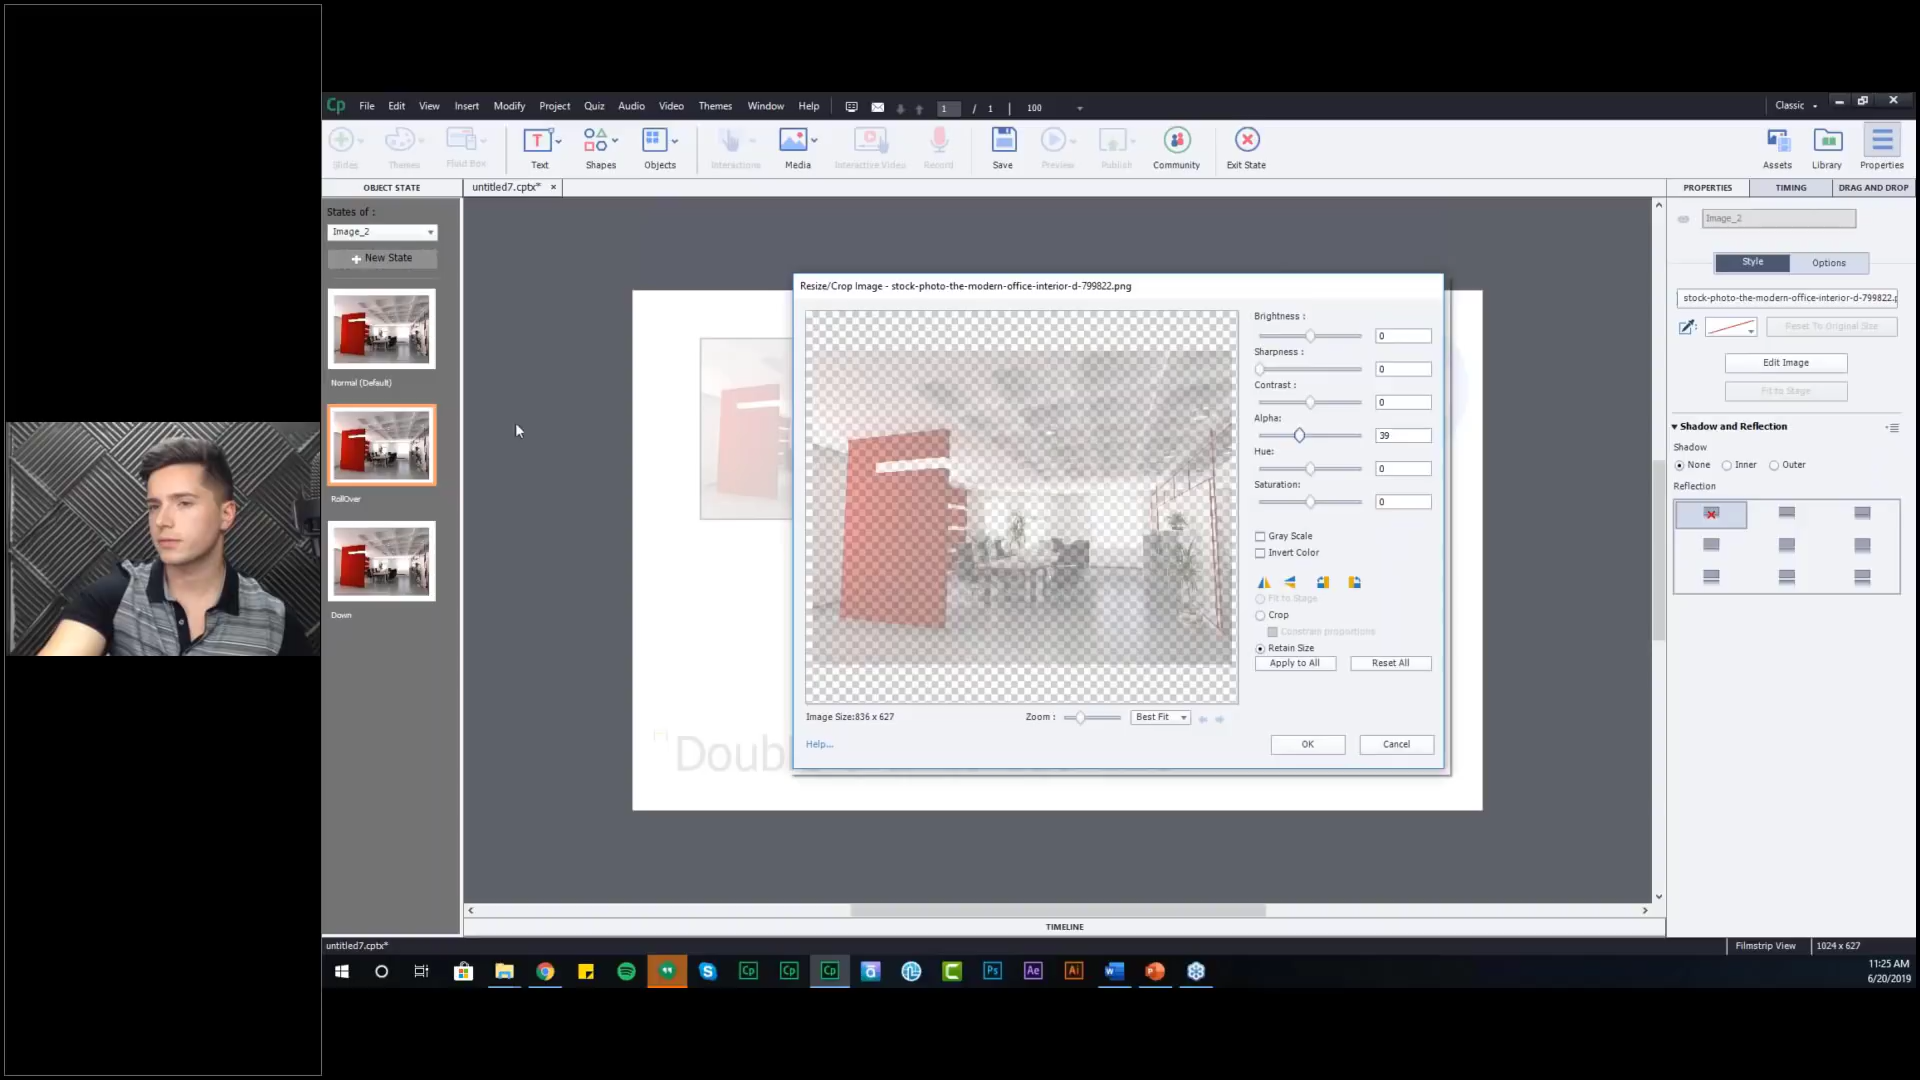 Cp File Edit View Insert Modify Project Quiz Audio Video Themes Window Help 1 / 1 | 100 Classic
Slides Themes Fluid Box Text Shapes Objects Interactions Media Interactive Video Record Save Preview Publish Community Exit State Assets Library Properties
OBJECT STATE untitled7.cptx* × PROPERTIES TIMING DRAG AND DROP
States of :
Image_2
+ New State
Normal (Default)
RollOver
Down
Doub
Resize/Crop Image - stock-photo-the-modern-office-interior-d-799822.png
Brightness :
0
Sharpness :
0
Contrast :
0
Alpha:
39
Hue:
0
Saturation:
0
Gray Scale
Invert Color
Fit to Stage
Crop
Constrain proportions
Retain Size
Apply to All Reset All
Image Size:836 x 627 Zoom : Best Fit
Help... OK Cancel
Image_2
Style Options
stock-photo-the-modern-office-interior-d-799822.p
Reset To Original Size
Edit Image
Fit to Stage
Shadow and Reflection
Shadow
None Inner Outer
Reflection
TIMELINE
untitled7.cptx* Filmstrip View 1024 x 627
S Cp Cp Cp a C Ps Ae Ai W P
11:25 AM
6/20/2019